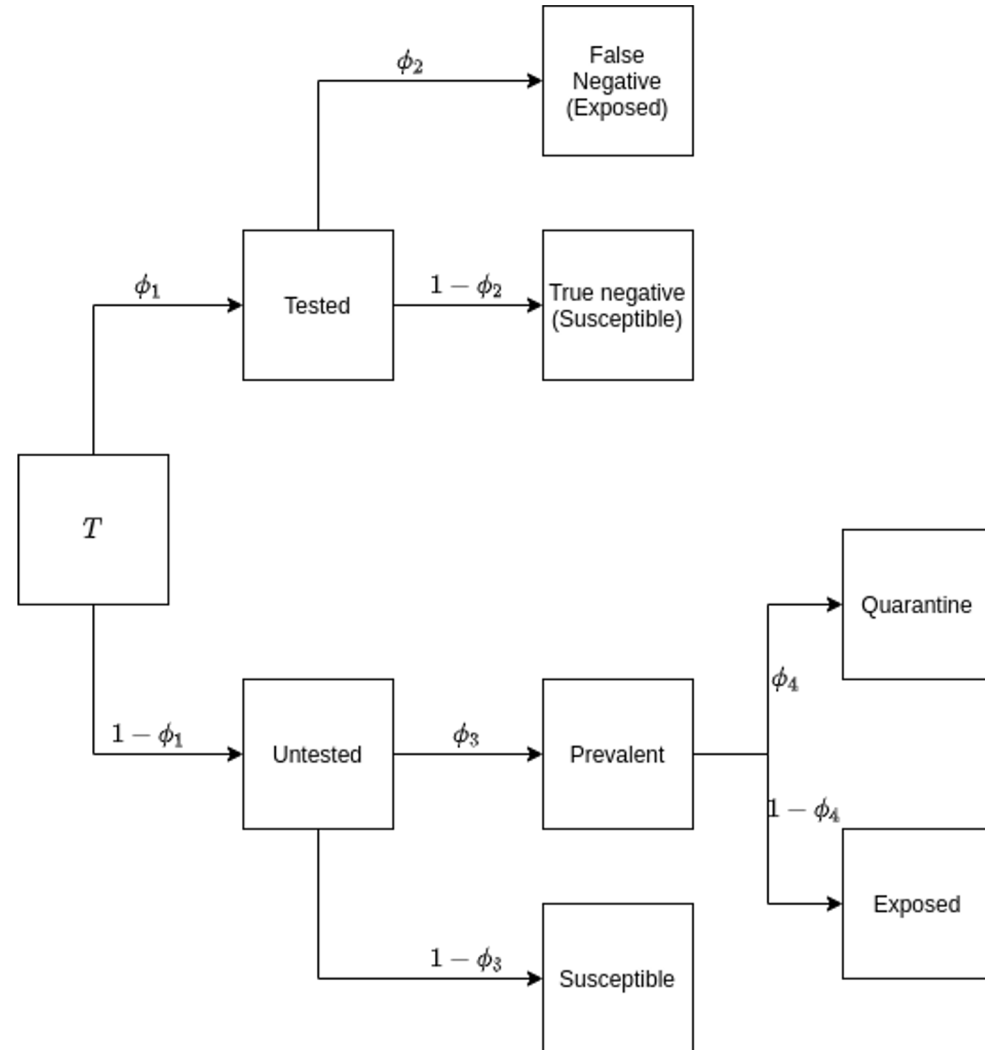 ϕ₂
False
Negative
(Exposed)
ϕ₁
Tested
1 − ϕ₂
True negative
(Susceptible)
T
Quarantine
ϕ₄
1 − ϕ₁
Untested
ϕ₃
Prevalent
1 − ϕ₄
Exposed
1 − ϕ₃
Susceptible